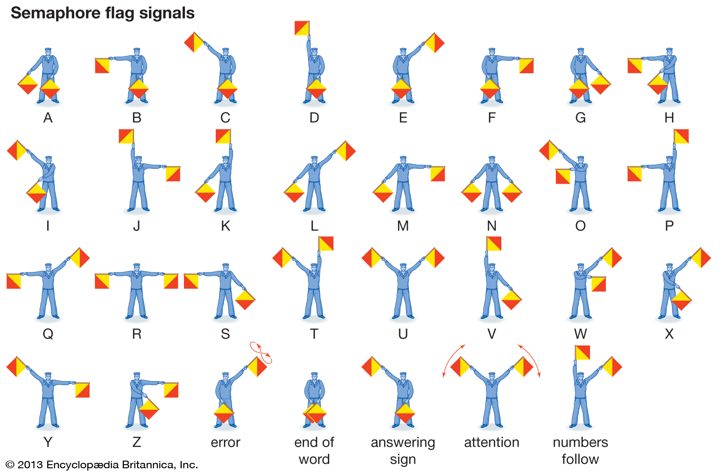 Semaphore flag signals
A B C D E F G H
I J K L M N O P
Q R S T U V W X
Y Z error end of word answering sign attention numbers follow
© 2013 Encyclopædia Britannica, Inc.